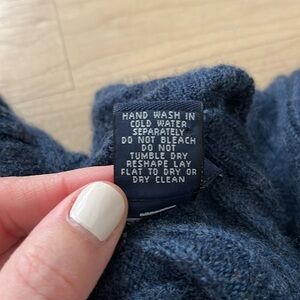 HAND WASH IN
COLD WATER
SEPARATELY
DO NOT BLEACH
DO NOT
TUMBLE DRY
RESHAPE LAY
FLAT TO DRY OR
DRY CLEAN